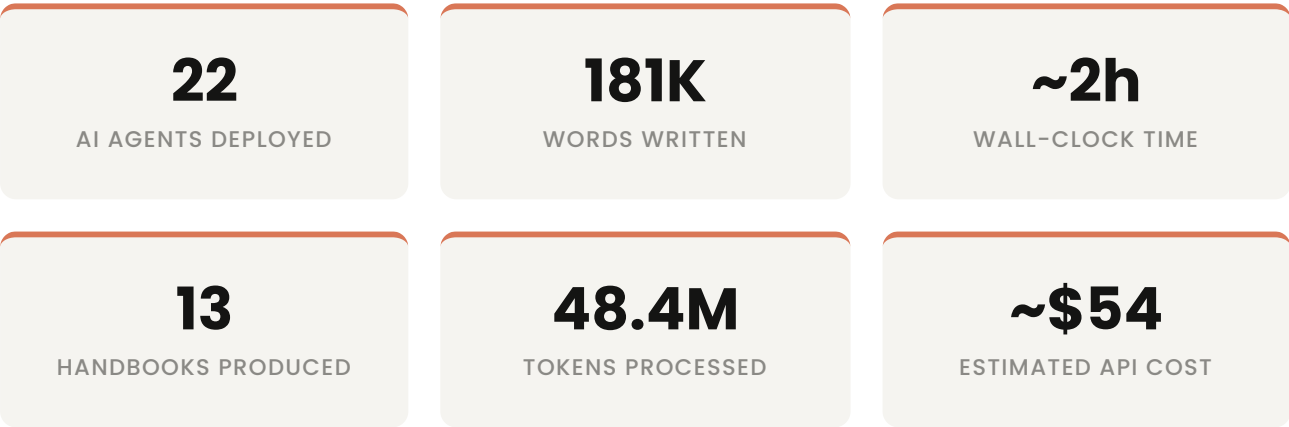 22
AI AGENTS DEPLOYED
181K
WORDS WRITTEN
~2h
WALL-CLOCK TIME
13
HANDBOOKS PRODUCED
48.4M
TOKENS PROCESSED
~$54
ESTIMATED API COST